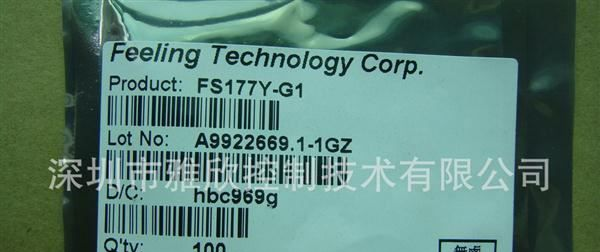 Feeling Technology Corp.
Product: FS177Y-G1
Lot No: A9922669.1-1GZ
深圳市雅欣控制技术有限公司
D/C: hbc969g
Q'ty: 100